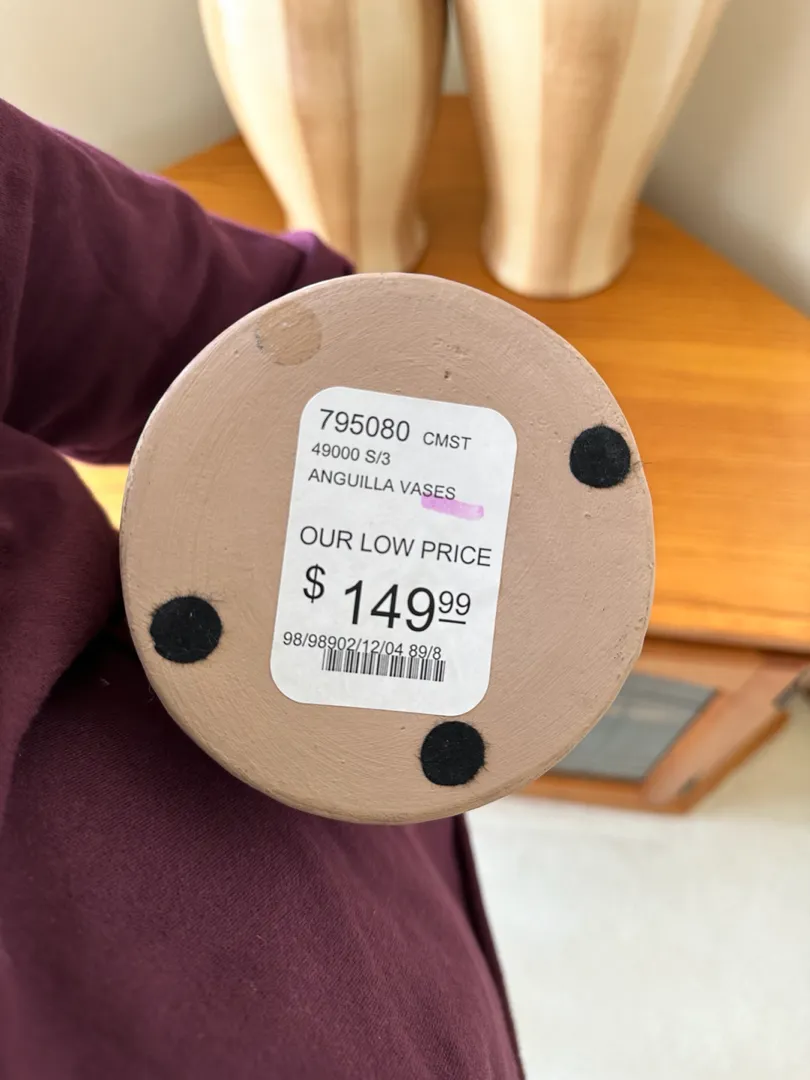 795080 CMST
49000 S/3
ANGUILLA VASES
OUR LOW PRICE
$ 149.99
98/98902/12/04 89/8